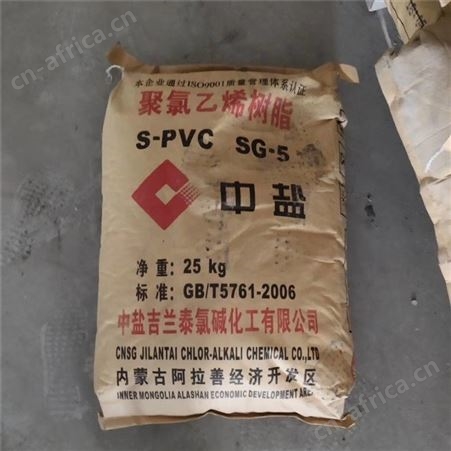 本企业通过ISO9001质量管理体系认证
聚氯乙烯树脂
S-PVC SG-5
中盐
净重：25kg
标准：GB/T5761-2006
中盐吉兰泰氯碱化工有限公司
CNSG JILANTAI CHLOR-ALKALI CHEMICAL CO.,LTD
内蒙古阿拉善经济开发区
INNER MONGOLIA ALASHAN ECONOMIC DEVELOPMENT AREA
cn-africa.cn